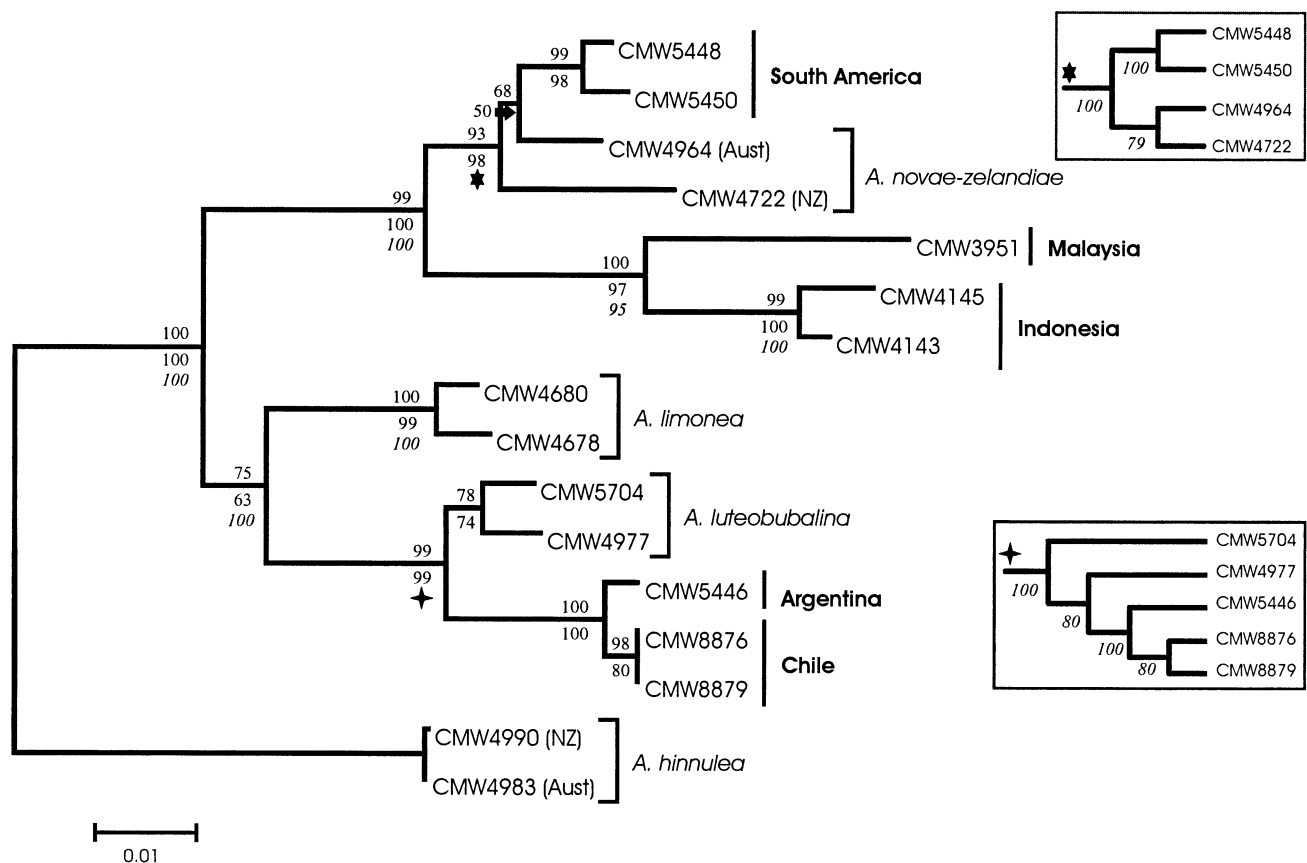 99
98
CMW5448
CMW5450
South America
68
50
CMW4964 (Aust)
CMW4722 (NZ)
A. novae-zelandiae
93
98
99
100
100
100
97
95
CMW3951
Malaysia
99
100
100
CMW4145
CMW4143
Indonesia
100
100
100
100
99
100
CMW4680
CMW4678
A. limonea
75
63
100
78
74
CMW5704
CMW4977
A. luteobubalina
99
99
100
100
CMW5446
Argentina
98
80
CMW8876
CMW8879
Chile
CMW4990 (NZ)
CMW4983 (Aust)
A. hinnulea
0.01
100
100
79
CMW5448
CMW5450
CMW4964
CMW4722
100
80
100
80
CMW5704
CMW4977
CMW5446
CMW8876
CMW8879